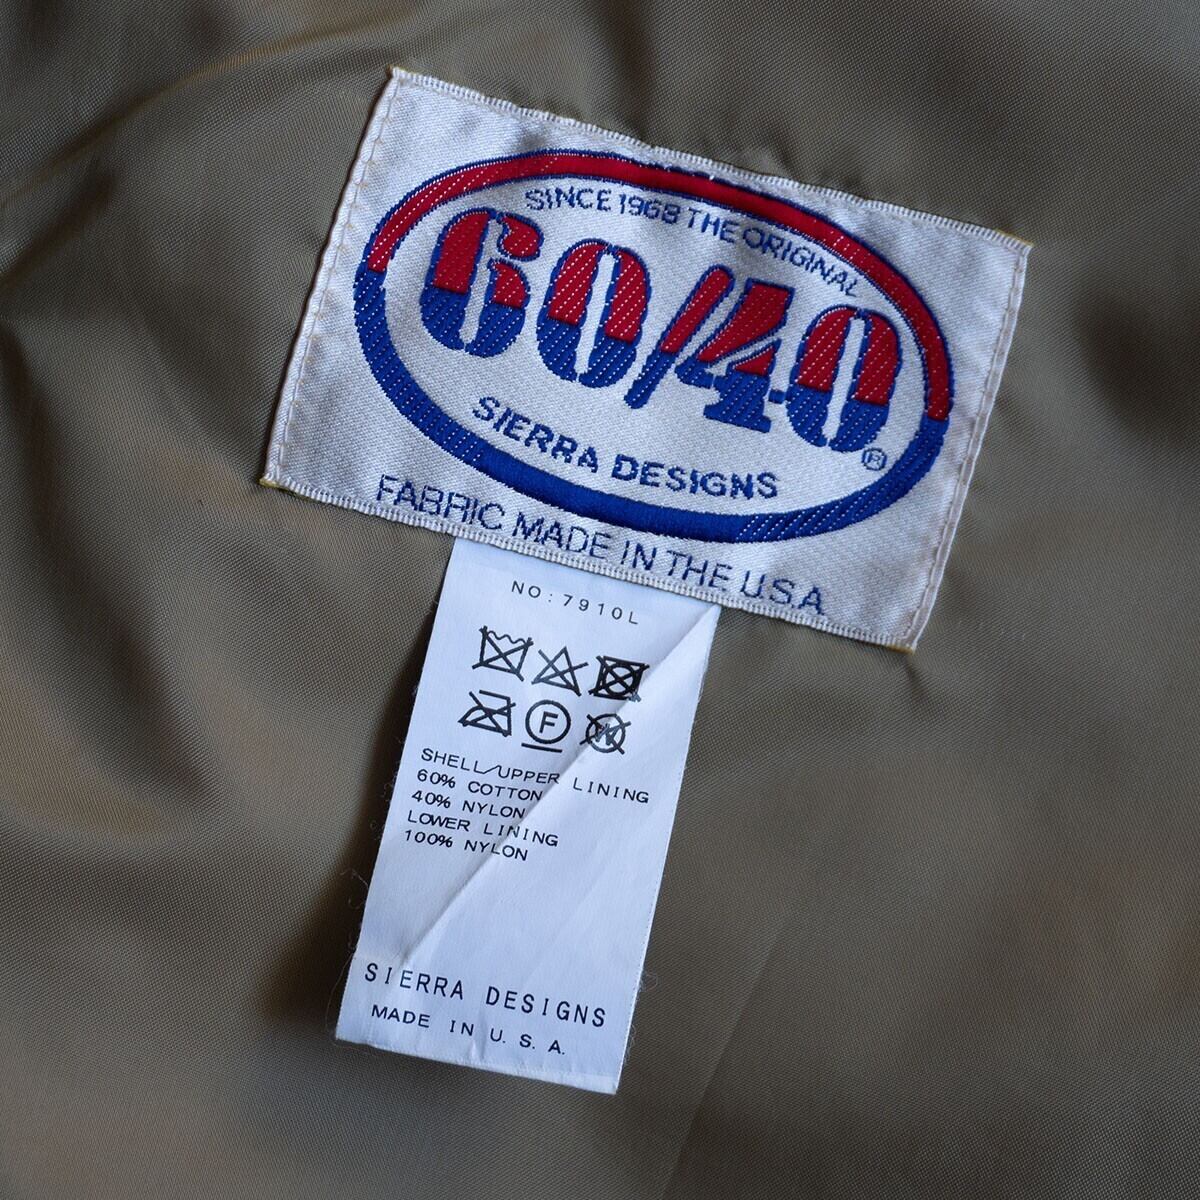 SINCE 1968 THE ORIGINAL
60/40®
SIERRA DESIGNS
FABRIC MADE IN THE U.S.A
NO:7910L
F
W
SHELL/UPPER LINING
60% COTTON
40% NYLON
LOWER LINING
100% NYLON
SIERRA DESIGNS
MADE IN U.S.A.